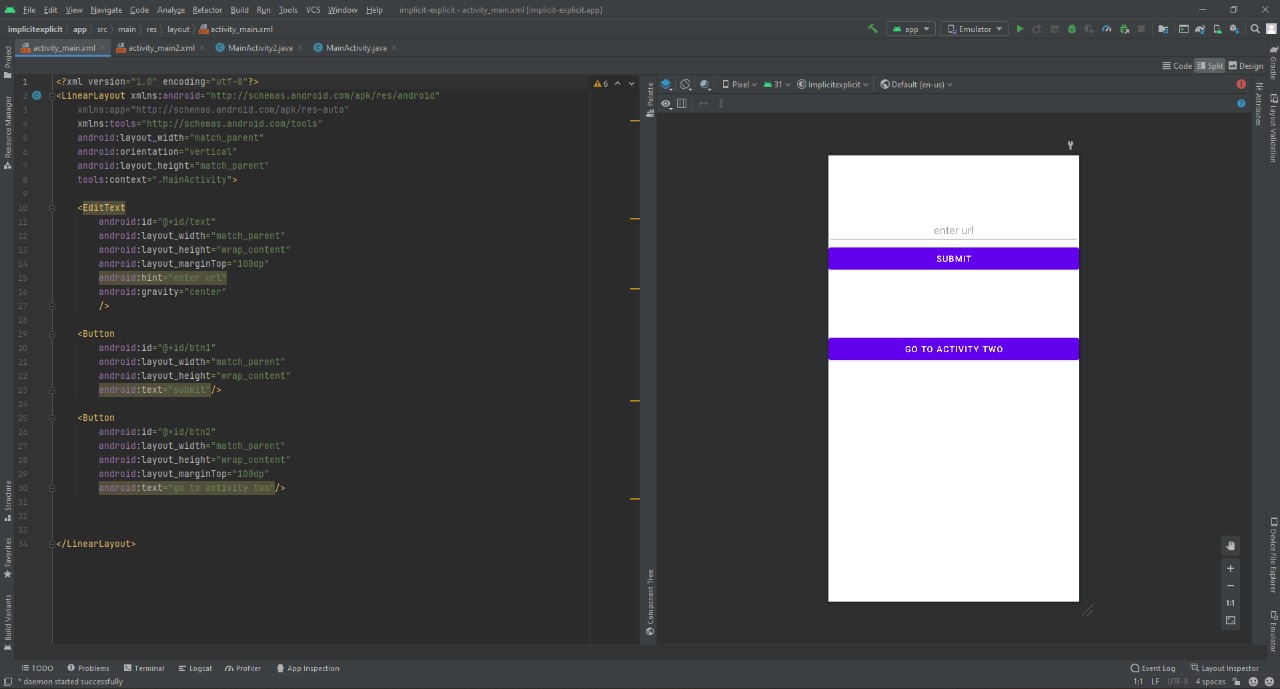 File Edit View Navigate Code Analyze Refactor Build Run Tools VCS Window Help implicit-explicit - activity_main.xml [implicit-explicit.app]
implicitexplicit app src main res layout activity_main.xml
app Emulator
activity_main.xml activity_main2.xml MainActivity2.java MainActivity.java
Code Split Design
Project
Resource Manager
Structure
Favorites
Build Variants
1 <?xml version="1.0" encoding="utf-8"?>
2 <LinearLayout xmlns:android="http://schemas.android.com/apk/res/android"
3 xmlns:app="http://schemas.android.com/apk/res-auto"
4 xmlns:tools="http://schemas.android.com/tools"
5 android:layout_width="match_parent"
6 android:orientation="vertical"
7 android:layout_height="match_parent"
8 tools:context=".MainActivity">
9
10 <EditText
11 android:id="@+id/text"
12 android:layout_width="match_parent"
13 android:layout_height="wrap_content"
14 android:layout_marginTop="100dp"
15 android:hint="enter url"
16 android:gravity="center"
17 />
18
19 <Button
20 android:id="@+id/btn1"
21 android:layout_width="match_parent"
22 android:layout_height="wrap_content"
23 android:text="submit"/>
24
25 <Button
26 android:id="@+id/btn2"
27 android:layout_width="match_parent"
28 android:layout_height="wrap_content"
29 android:layout_marginTop="100dp"
30 android:text="go to activity two"/>
31
32
33
34 </LinearLayout>
6
Palette
Component Tree
Pixel 31 Implicitexplicit Default (en-us)
enter url
SUBMIT
GO TO ACTIVITY TWO
1:1
Attributes
Gradle
Layout Validation
Device File Explorer
Emulator
TODO Problems Terminal Logcat Profiler App Inspection Event Log Layout Inspector
* daemon started successfully 1:1 LF UTF-8 4 spaces